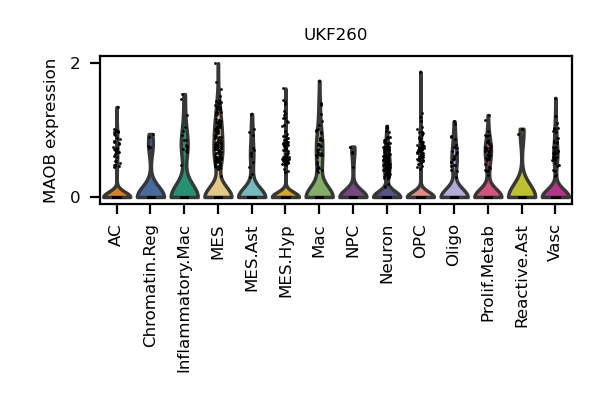 UKF260
MAOB expression
2
0
AC
Chromatin.Reg
Inflammatory.Mac
MES
MES.Ast
MES.Hyp
Mac
NPC
Neuron
OPC
Oligo
Prolif.Metab
Reactive.Ast
Vasc